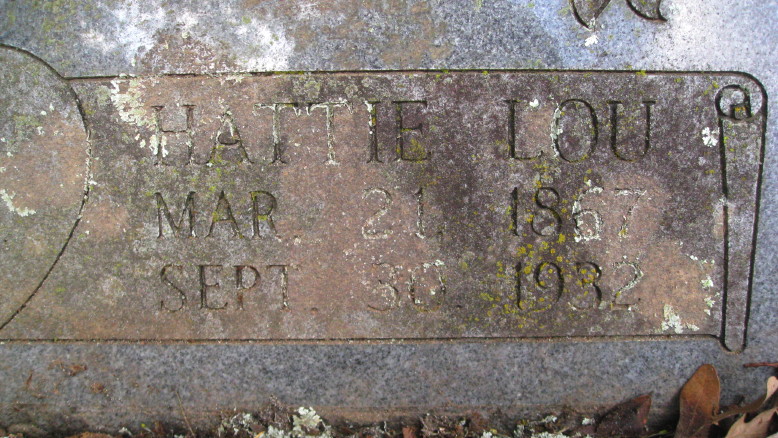 HATTIE LOU
MAR. 21, 1867
SEPT. 30, 1932